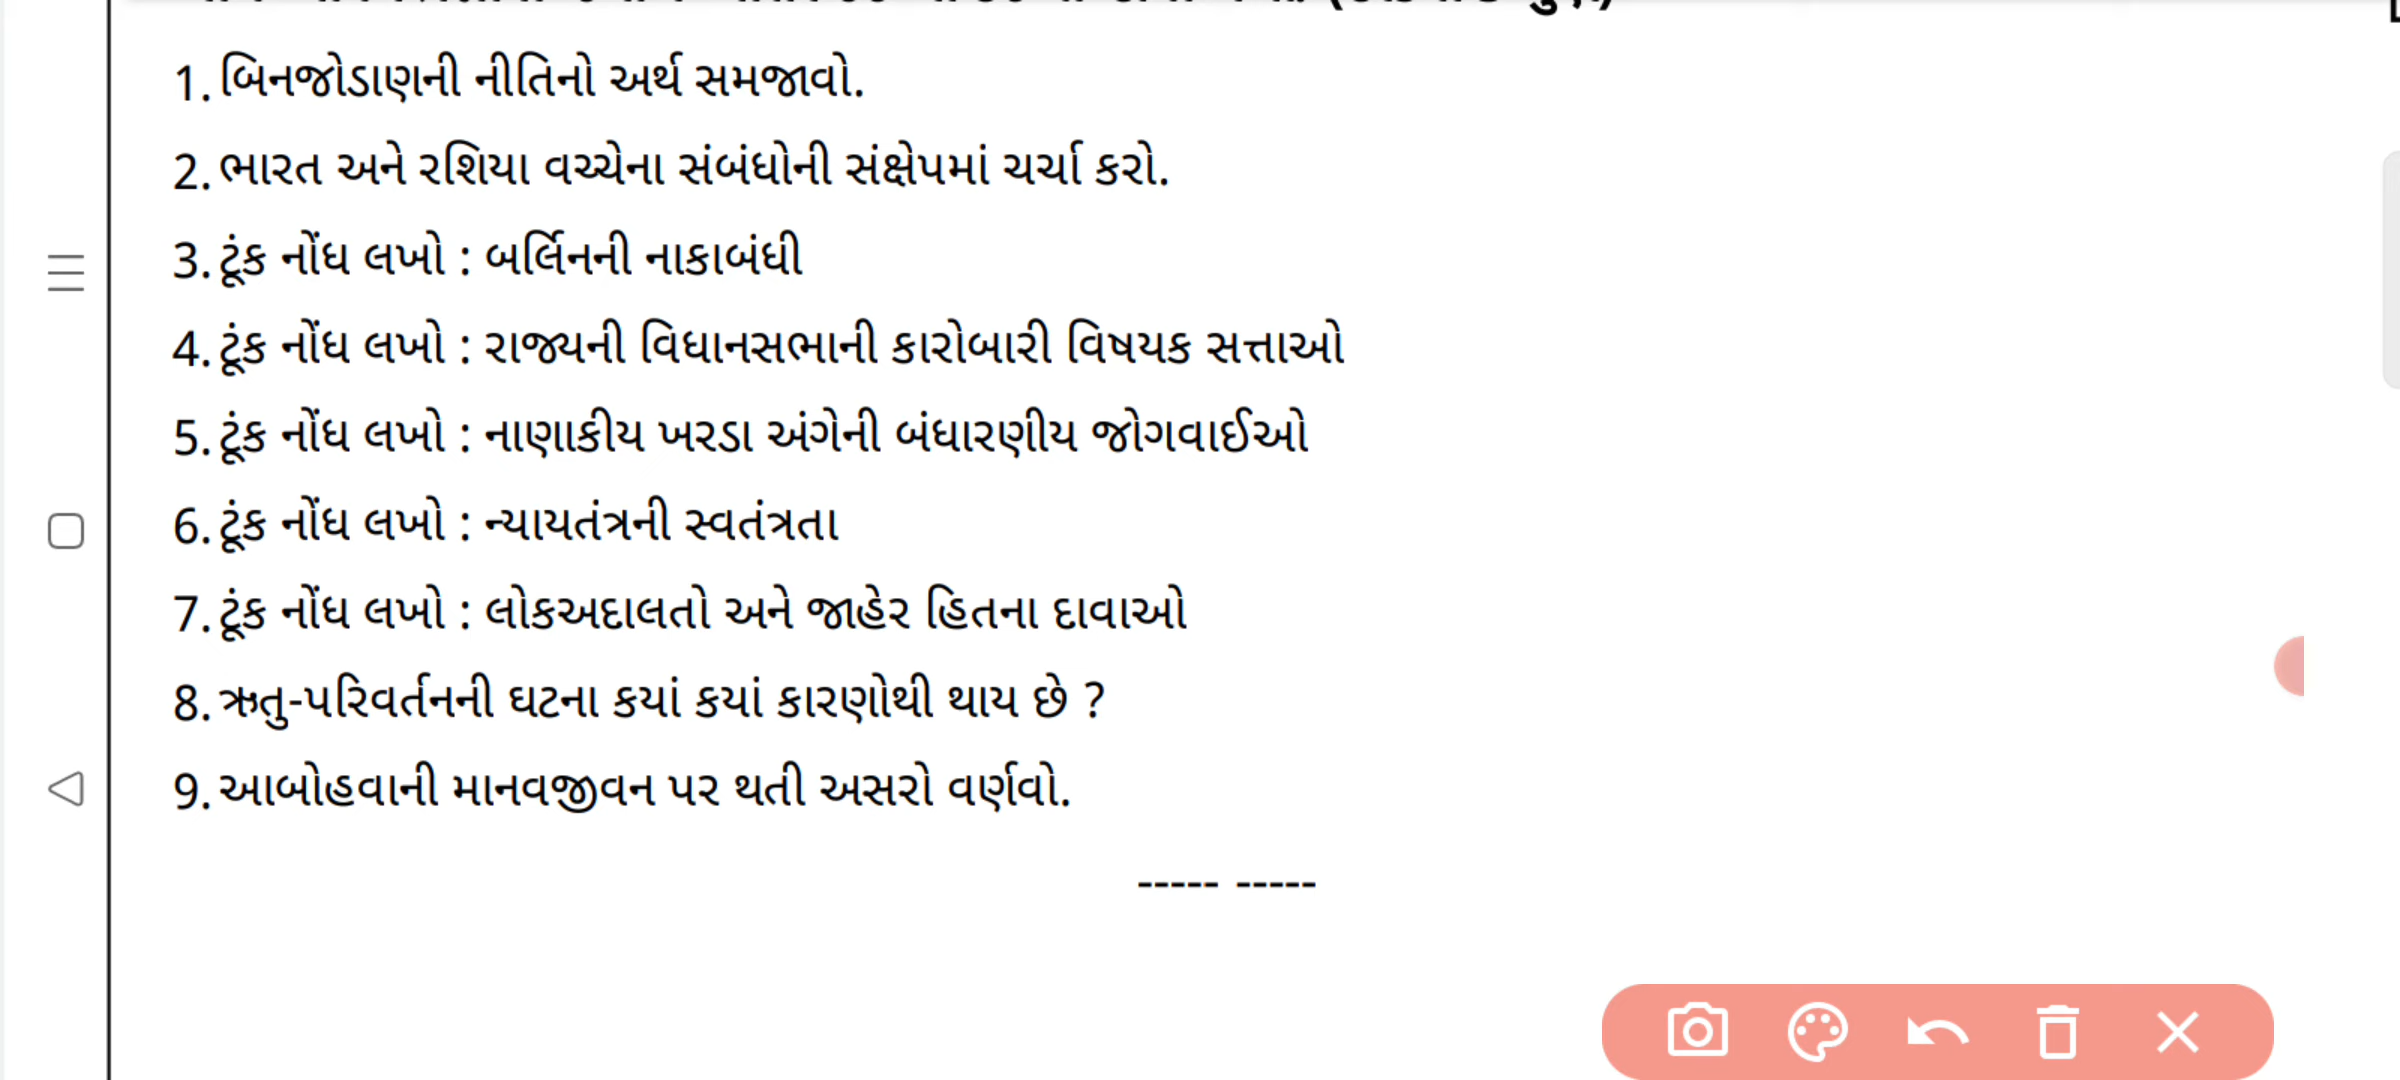 1. બિનજોડાણની નીતિનો અર્થ સમજાવો.
2. ભારત અને રશિયા વચ્ચેના સંબંધોની સંક્ષેપમાં ચર્ચા કરો.
3. ટૂંક નોંધ લખો : બર્લિનની નાકાબંધી
4. ટૂંક નોંધ લખો : રાજ્યની વિધાનસભાની કારોબારી વિષયક સત્તાઓ
5. ટૂંક નોંધ લખો : નાણાકીય ખરડા અંગેની બંધારણીય જોગવાઈઓ
6. ટૂંક નોંધ લખો : ન્યાયતંત્રની સ્વતંત્રતા
7. ટૂંક નોંધ લખો : લોકઅદાલતો અને જાહેર હિતના દાવાઓ
8. ઋતુ-પરિવર્તનની ઘટના કયાં કયાં કારણોથી થાય છે ?
9. આબોહવાની માનવજીવન પર થતી અસરો વર્ણવો.
----- -----